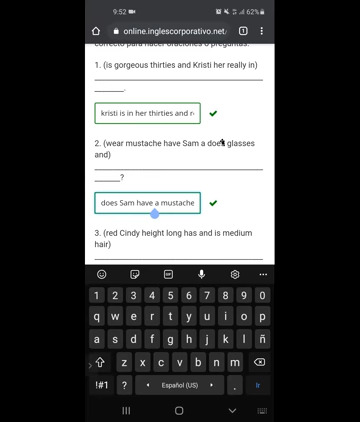 9:52
62%
online.inglescorporativo.net/
1
correcto para hacer oraciones o preguntas.
1. (is gorgeous thirties and Kristi her really in)
.
kristi is in her thirties and r
2. (wear mustache have Sam a does glasses
and)
?
does Sam have a mustache
3. (red Cindy height long has and is medium
hair)
GIF
1 2 3 4 5 6 7 8 9 0
q w e r t y u i o p
a s d f g h j k l ñ
z x c v b n m
!#1 ? Español (US) . Ir